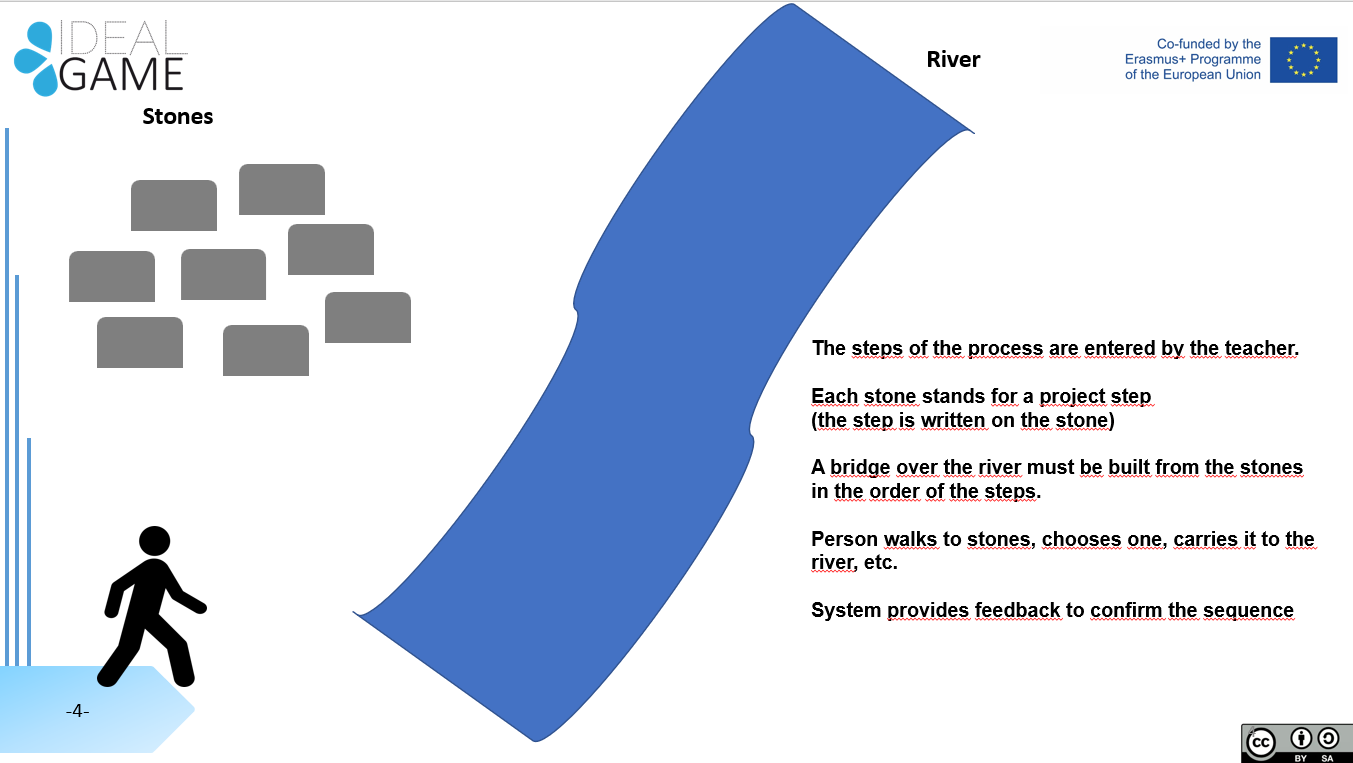 IDEAL
GAME
Stones
River
Co-funded by the
Erasmus+ Programme
of the European Union
The steps of the process are entered by the teacher.
Each stone stands for a project step
(the step is written on the stone)
A bridge over the river must be built from the stones
in the order of the steps.
Person walks to stones, chooses one, carries it to the
river, etc.
System provides feedback to confirm the sequence
-4-
cc
BY SA